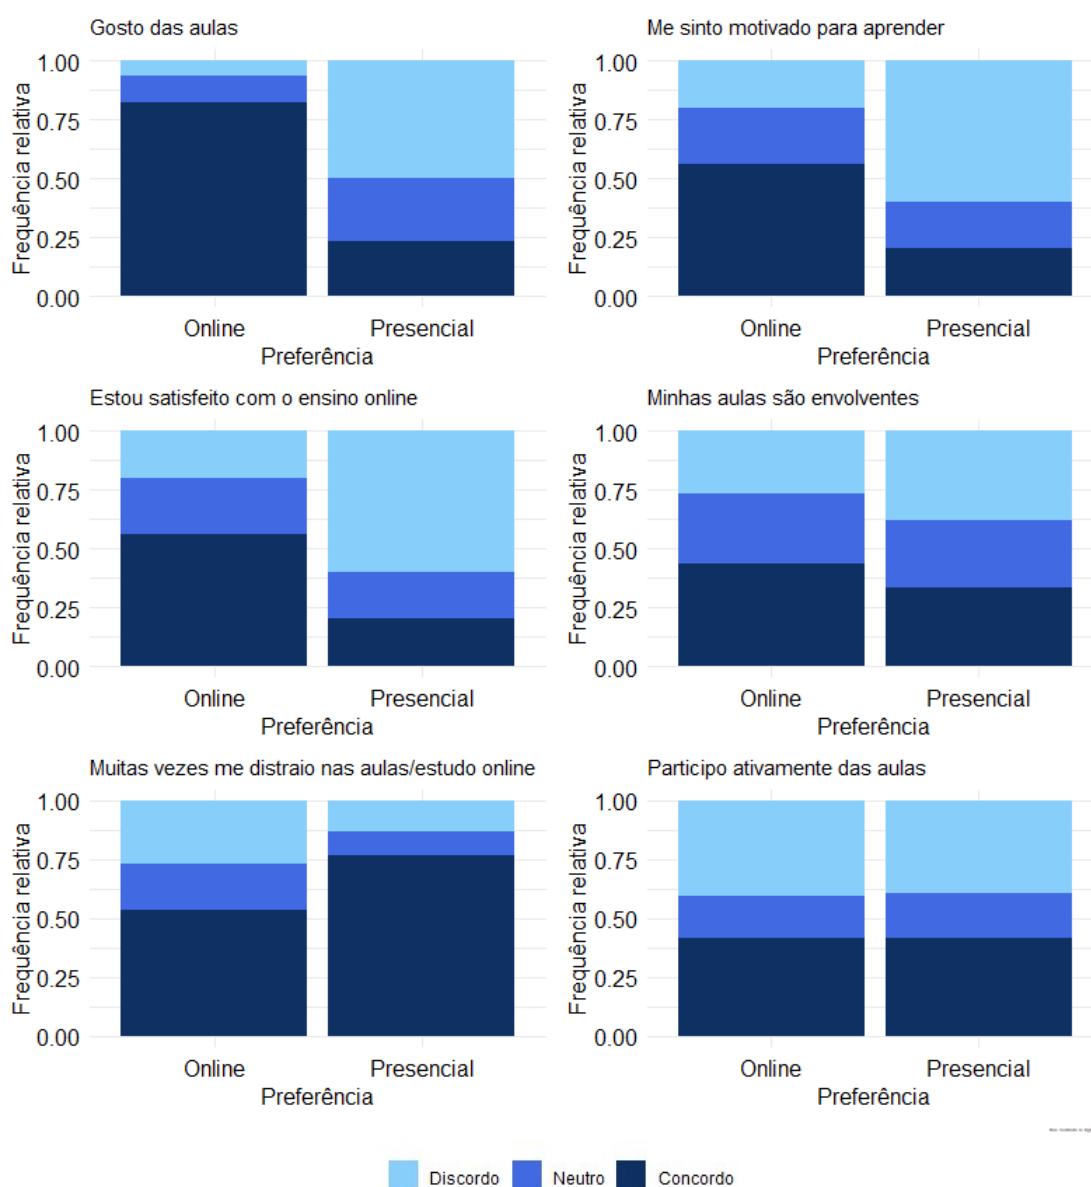 Gosto das aulas
Frequência relativa
1.00
0.75
0.50
0.25
0.00
Online Presencial
Preferência
Me sinto motivado para aprender
Frequência relativa
1.00
0.75
0.50
0.25
0.00
Online Presencial
Preferência
Estou satisfeito com o ensino online
Frequência relativa
1.00
0.75
0.50
0.25
0.00
Online Presencial
Preferência
Minhas aulas são envolventes
Frequência relativa
1.00
0.75
0.50
0.25
0.00
Online Presencial
Preferência
Muitas vezes me distraio nas aulas/estudo online
Frequência relativa
1.00
0.75
0.50
0.25
0.00
Online Presencial
Preferência
Participo ativamente das aulas
Frequência relativa
1.00
0.75
0.50
0.25
0.00
Online Presencial
Preferência
Discordo Neutro Concordo